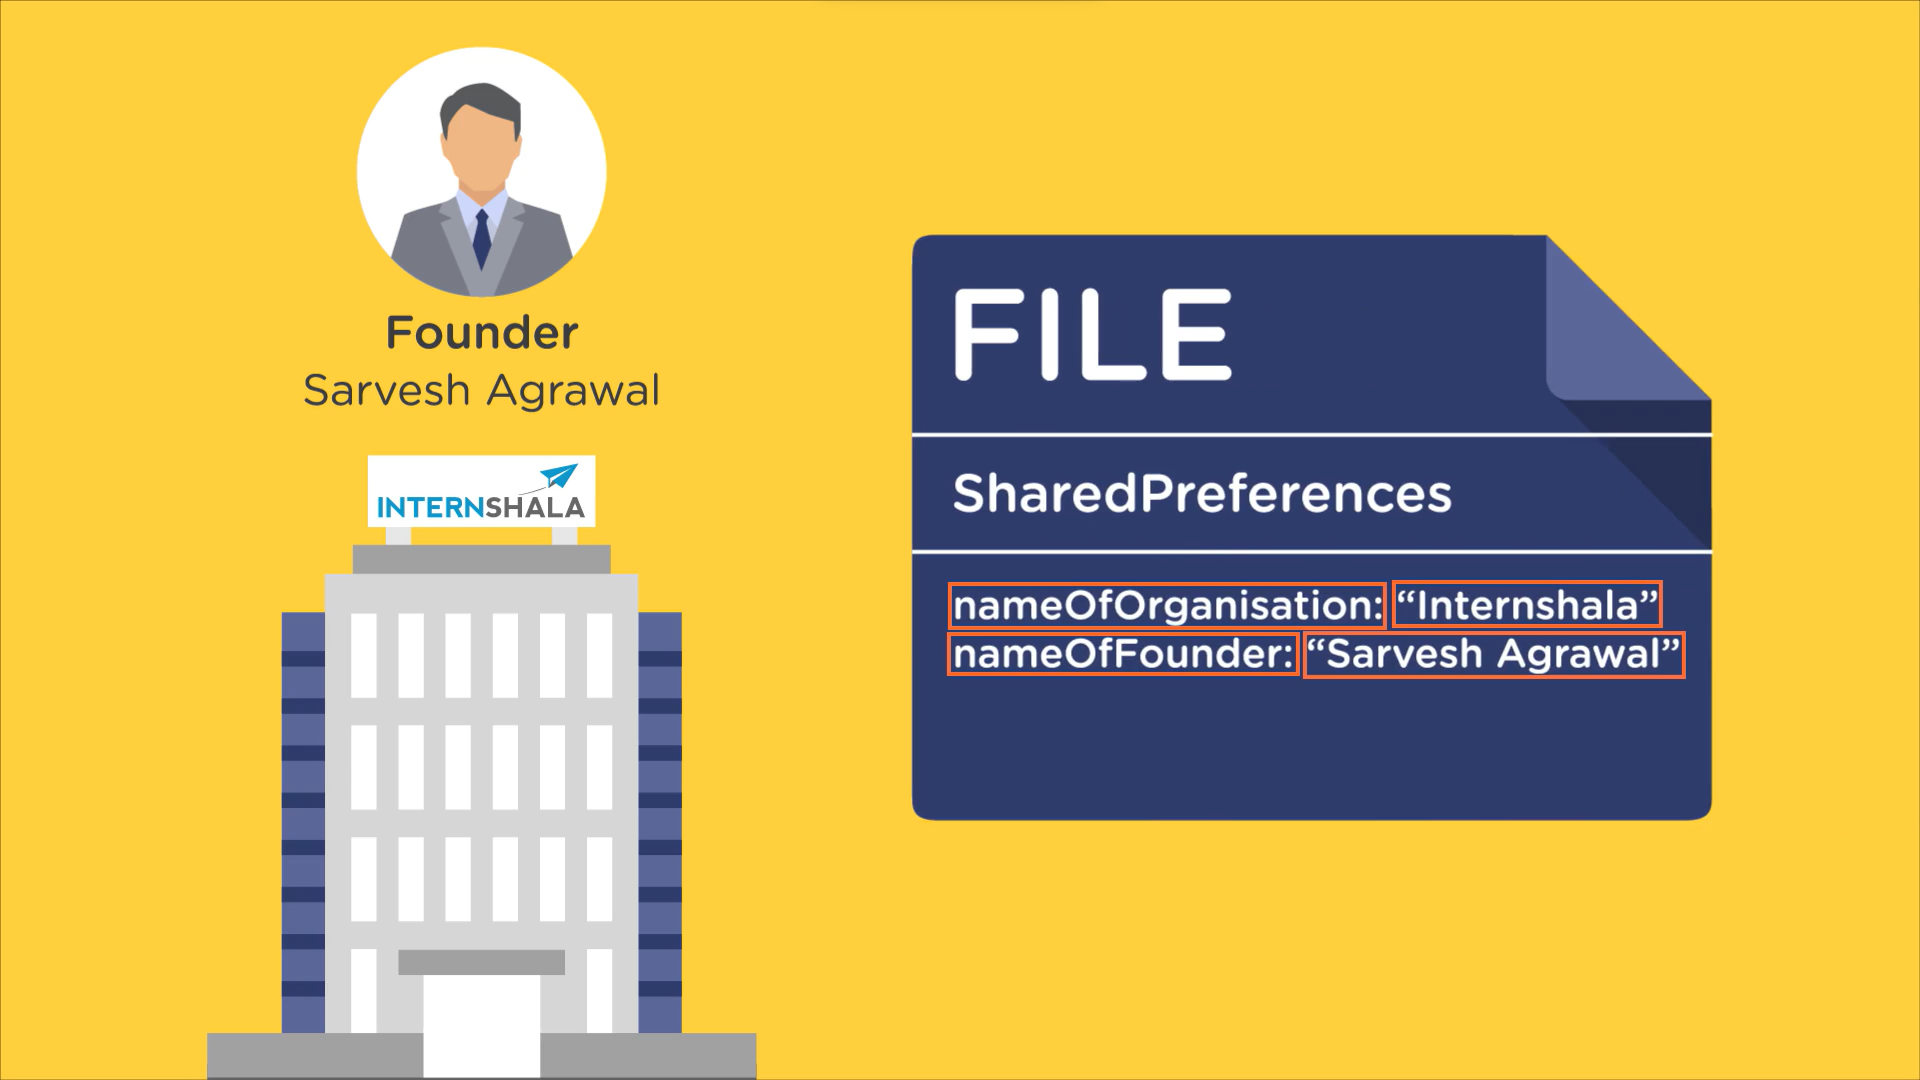 Founder
Sarvesh Agrawal
INTERNSHALA
FILE
SharedPreferences
nameOfOrganisation: “Internshala”
nameOfFounder: “Sarvesh Agrawal”